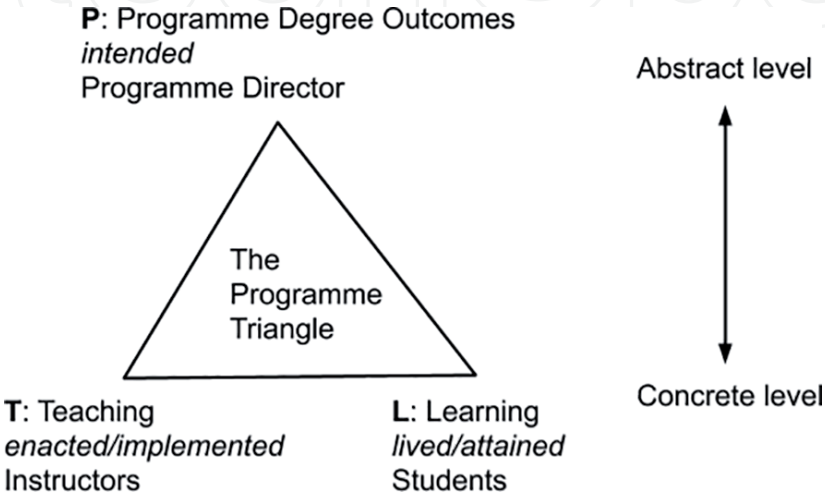 P: Programme Degree Outcomes
intended
Programme Director
Abstract level
The
Programme
Triangle
Concrete level
T: Teaching
enacted/implemented
Instructors
L: Learning
lived/attained
Students